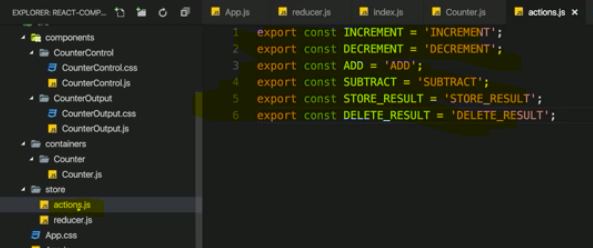 EXPLORER: REACT-COMP...
components
CounterControl
CounterControl.css
CounterControl.js
CounterOutput
CounterOutput.css
CounterOutput.js
containers
Counter
Counter.js
store
actions.js
reducer.js
App.css
App.js
reducer.js
index.js
Counter.js
actions.js
1 export const INCREMENT = 'INCREMENT';
2 export const DECREMENT = 'DECREMENT';
3 export const ADD = 'ADD';
4 export const SUBTRACT = 'SUBTRACT';
5 export const STORE_RESULT = 'STORE_RESULT';
6 export const DELETE_RESULT = 'DELETE_RESULT';